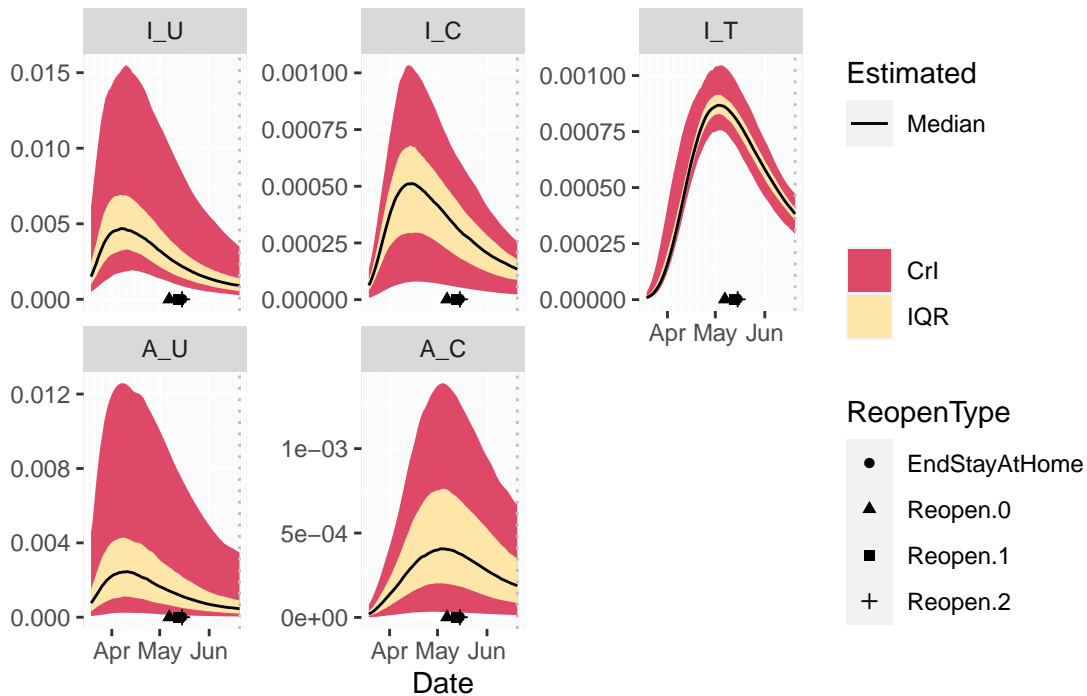 I_U
I_C
I_T
0.015
0.010
0.005
0.000
0.00100
0.00075
0.00050
0.00025
0.00000
0.00100
0.00075
0.00050
0.00025
0.00000
Apr May Jun
A_U
A_C
0.012
0.008
0.004
0.000
1e−03
5e−04
0e+00
Apr May Jun
Apr May Jun
Date
Estimated
Median
CrI
IQR
ReopenType
EndStayAtHome
Reopen.0
Reopen.1
Reopen.2